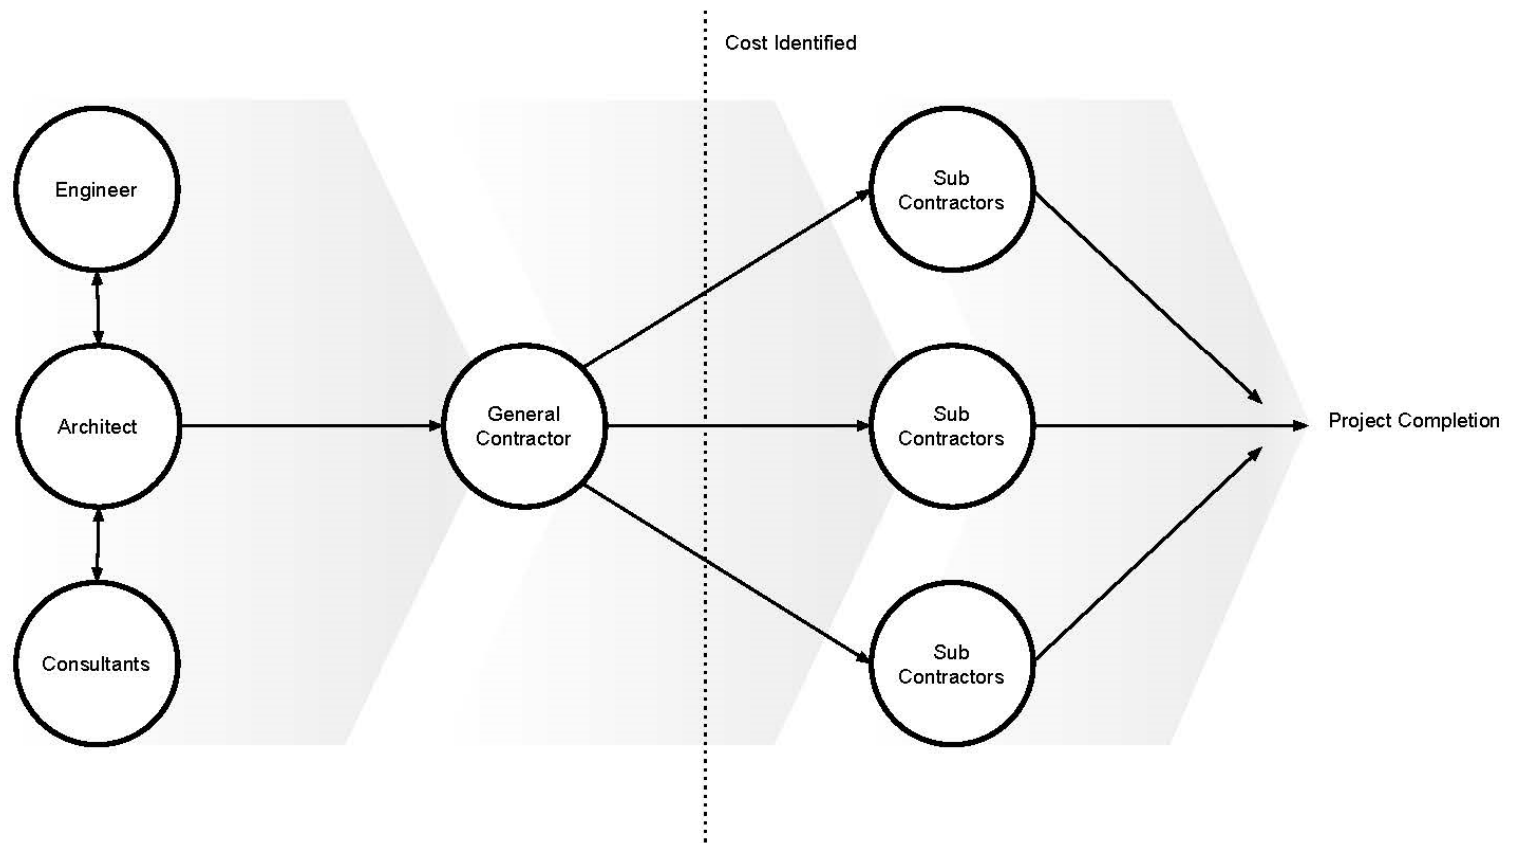 Cost Identified
Engineer
Sub
Contractors
Architect
General
Contractor
Sub
Contractors
Project Completion
Consultants
Sub
Contractors